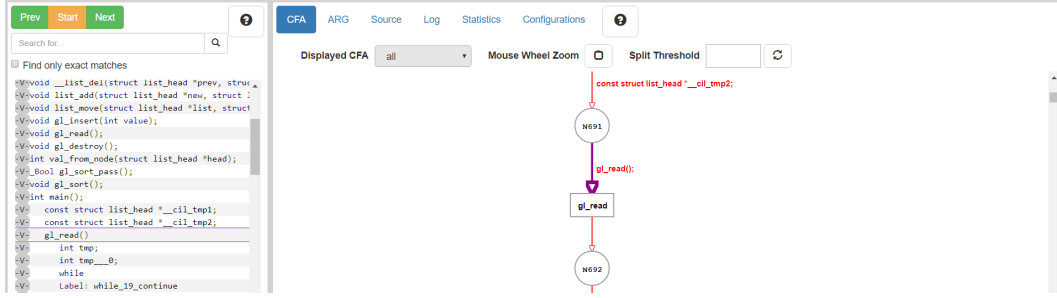 Prev Start Next
Search for...
Find only exact matches
-V-void __list_del(struct list_head *prev, struc
-V-void list_add(struct list_head *new, struct l
-V-void list_move(struct list_head *list, struct
-V-void gl_insert(int value);
-V-void gl_read();
-V-void gl_destroy();
-V-int val_from_node(struct list_head *head);
-V-_Bool gl_sort_pass();
-V-void gl_sort();
-V-int main();
-V- const struct list_head *__cil_tmp1;
-V- const struct list_head *__cil_tmp2;
-V- gl_read()
-V- int tmp;
-V- int tmp___0;
-V- while
-V- Label: while_19_continue
CFA ARG Source Log Statistics Configurations
Displayed CFA all Mouse Wheel Zoom Split Threshold
const struct list_head *__cil_tmp2;
N691
gl_read();
gl_read
N692